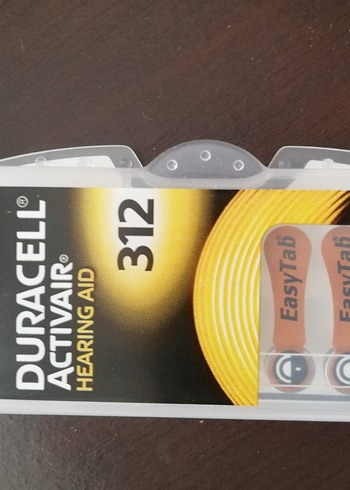 DURACELL®
ACTIVAIR®
HEARING AID
312
EasyTab
EasyTab